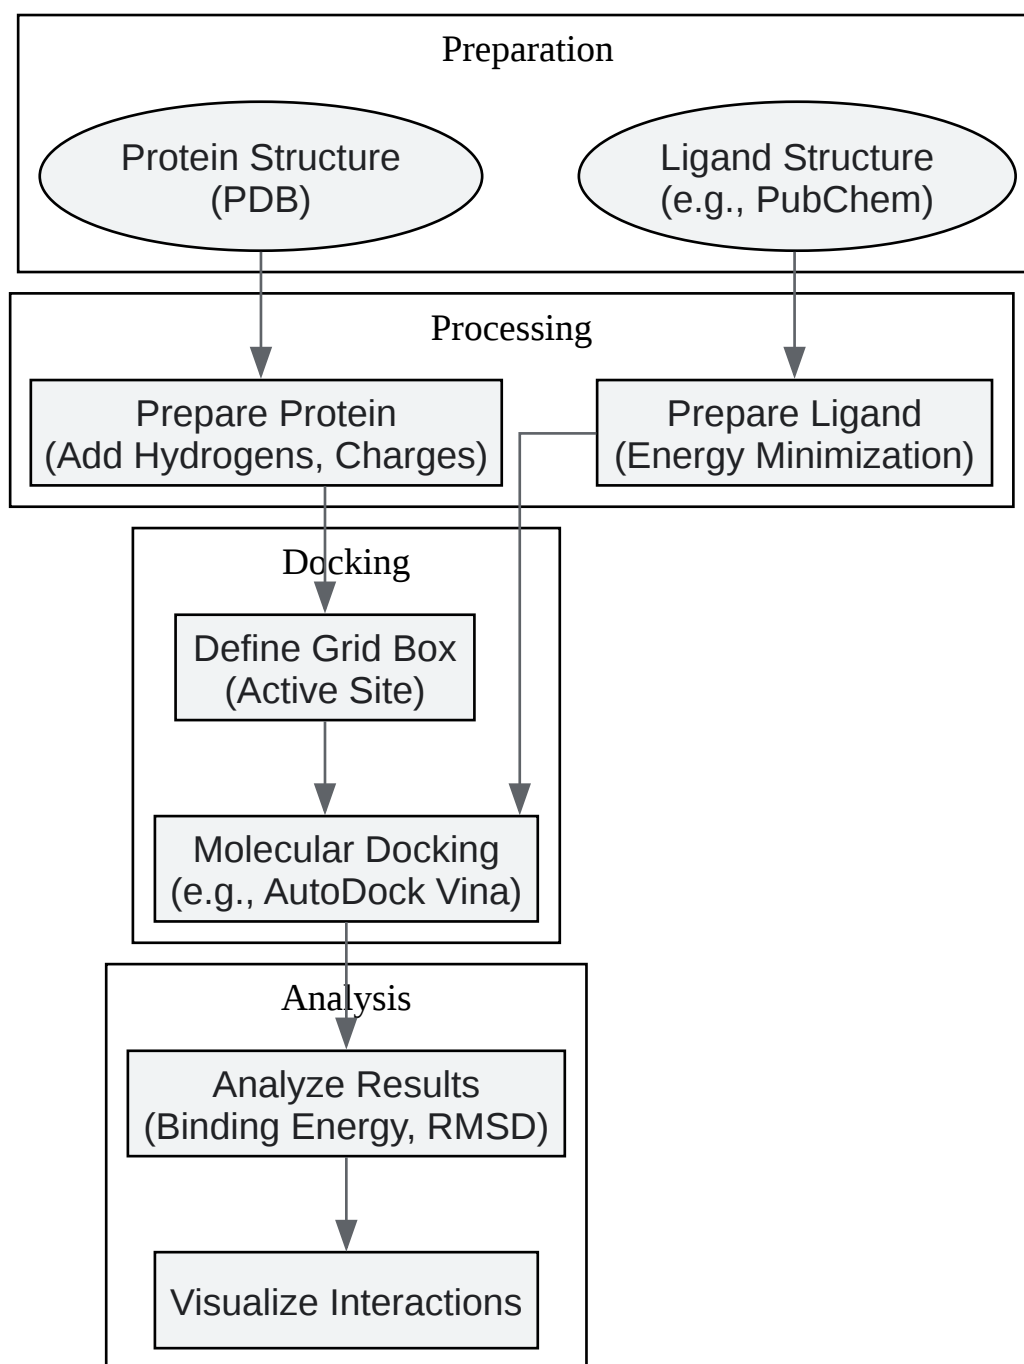 Preparation
Protein Structure
(PDB)
Ligand Structure
(e.g., PubChem)
Processing
Prepare Protein
(Add Hydrogens, Charges)
Prepare Ligand
(Energy Minimization)
Docking
Define Grid Box
(Active Site)
Molecular Docking
(e.g., AutoDock Vina)
Analysis
Analyze Results
(Binding Energy, RMSD)
Visualize Interactions